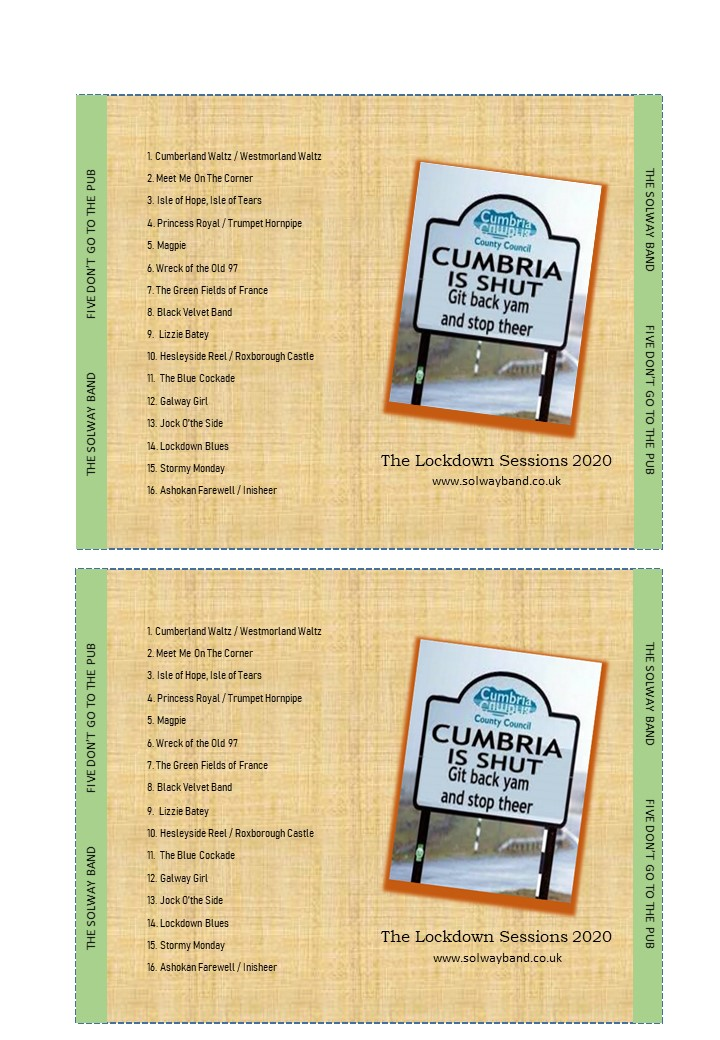 FIVE DON'T GO TO THE PUB
THE SOLWAY BAND
1. Cumberland Waltz / Westmorland Waltz
2. Meet Me On The Corner
3. Isle of Hope, Isle of Tears
4. Princess Royal / Trumpet Hornpipe
5. Magpie
6. Wreck of the Old 97
7. The Green Fields of France
8. Black Velvet Band
9. Lizzie Batey
10. Hesleyside Reel / Roxborough Castle
11. The Blue Cockade
12. Galway Girl
13. Jock O'the Side
14. Lockdown Blues
15. Stormy Monday
16. Ashokan Farewell / Inisheer
Cumbria
County Council
CUMBRIA
IS SHUT
Git back yam
and stop theer
The Lockdown Sessions 2020
www.solwayband.co.uk
THE SOLWAY BAND
FIVE DON'T GO TO THE PUB
FIVE DON'T GO TO THE PUB
THE SOLWAY BAND
1. Cumberland Waltz / Westmorland Waltz
2. Meet Me On The Corner
3. Isle of Hope, Isle of Tears
4. Princess Royal / Trumpet Hornpipe
5. Magpie
6. Wreck of the Old 97
7. The Green Fields of France
8. Black Velvet Band
9. Lizzie Batey
10. Hesleyside Reel / Roxborough Castle
11. The Blue Cockade
12. Galway Girl
13. Jock O'the Side
14. Lockdown Blues
15. Stormy Monday
16. Ashokan Farewell / Inisheer
Cumbria
County Council
CUMBRIA
IS SHUT
Git back yam
and stop theer
The Lockdown Sessions 2020
www.solwayband.co.uk
THE SOLWAY BAND
FIVE DON'T GO TO THE PUB